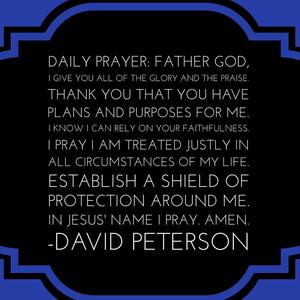 DAILY PRAYER: FATHER GOD,
I GIVE YOU ALL OF THE GLORY AND THE PRAISE.
THANK YOU THAT YOU HAVE
PLANS AND PURPOSES FOR ME.
I KNOW I CAN RELY ON YOUR FAITHFULNESS.
I PRAY I AM TREATED JUSTLY IN
ALL CIRCUMSTANCES OF MY LIFE.
ESTABLISH A SHIELD OF
PROTECTION AROUND ME.
IN JESUS' NAME I PRAY. AMEN.
-DAVID PETERSON